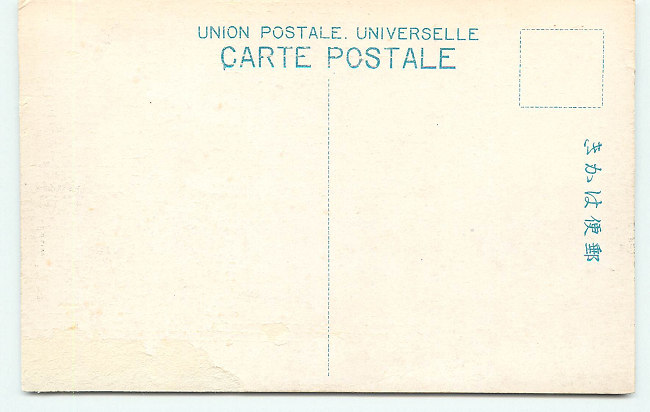 UNION POSTALE. UNIVERSELLE
CARTE POSTALE
郵便はかき